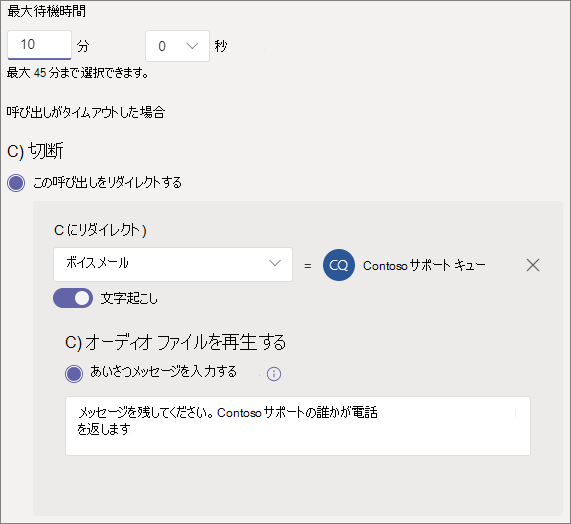 最大待機時間
10 分 0 秒
最大 45 分まで選択できます。
呼び出しがタイムアウトした場合
C) 切断
この呼び出しをリダイレクトする
C にリダイレクト)
ボイスメール = CQ Contoso サポート キュー
文字起こし
C) オーディオ ファイルを再生する
あいさつメッセージを入力する
メッセージを残してください。Contoso サポートの誰かが電話
を返します